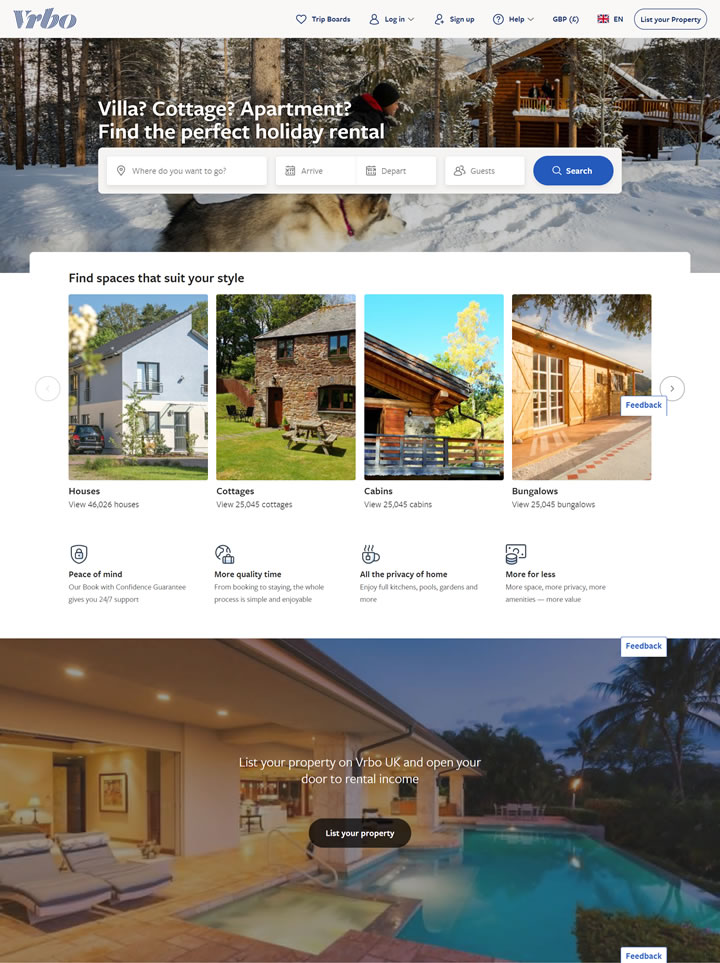 Vrbo
Trip Boards
Log in
Sign up
Help
GBP (£)
EN
List your Property
Villa? Cottage? Apartment?
Find the perfect holiday rental
Where do you want to go?
Arrive
Depart
Guests
Search
Find spaces that suit your style
Feedback
Houses
View 46,026 houses
Cottages
View 25,045 cottages
Cabins
View 25,045 cabins
Bungalows
View 25,045 bungalows
Peace of mind
Our Book with Confidence Guarantee
gives you 24/7 support
More quality time
From booking to staying, the whole
process is simple and enjoyable
All the privacy of home
Enjoy full kitchens, pools, gardens and
more
More for less
More space, more privacy, more
amenities — more value
Feedback
List your property on Vrbo UK and open your
door to rental income
List your property
Feedback